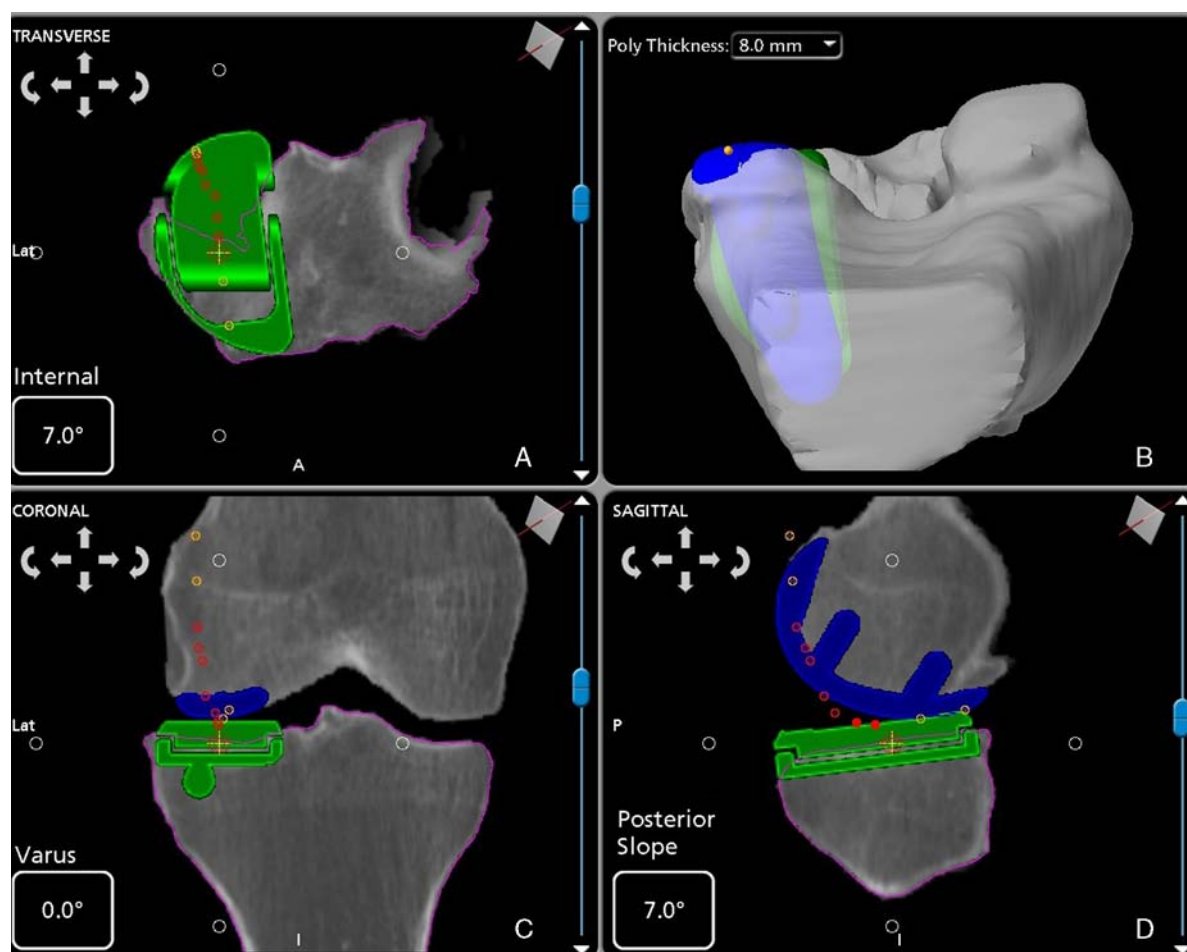 TRANSVERSE
Lat
Internal
7.0°
A
A
Poly Thickness: 8.0 mm
B
CORONAL
Lat
Varus
0.0°
I
C
SAGITTAL
P
Posterior
Slope
7.0°
I
D